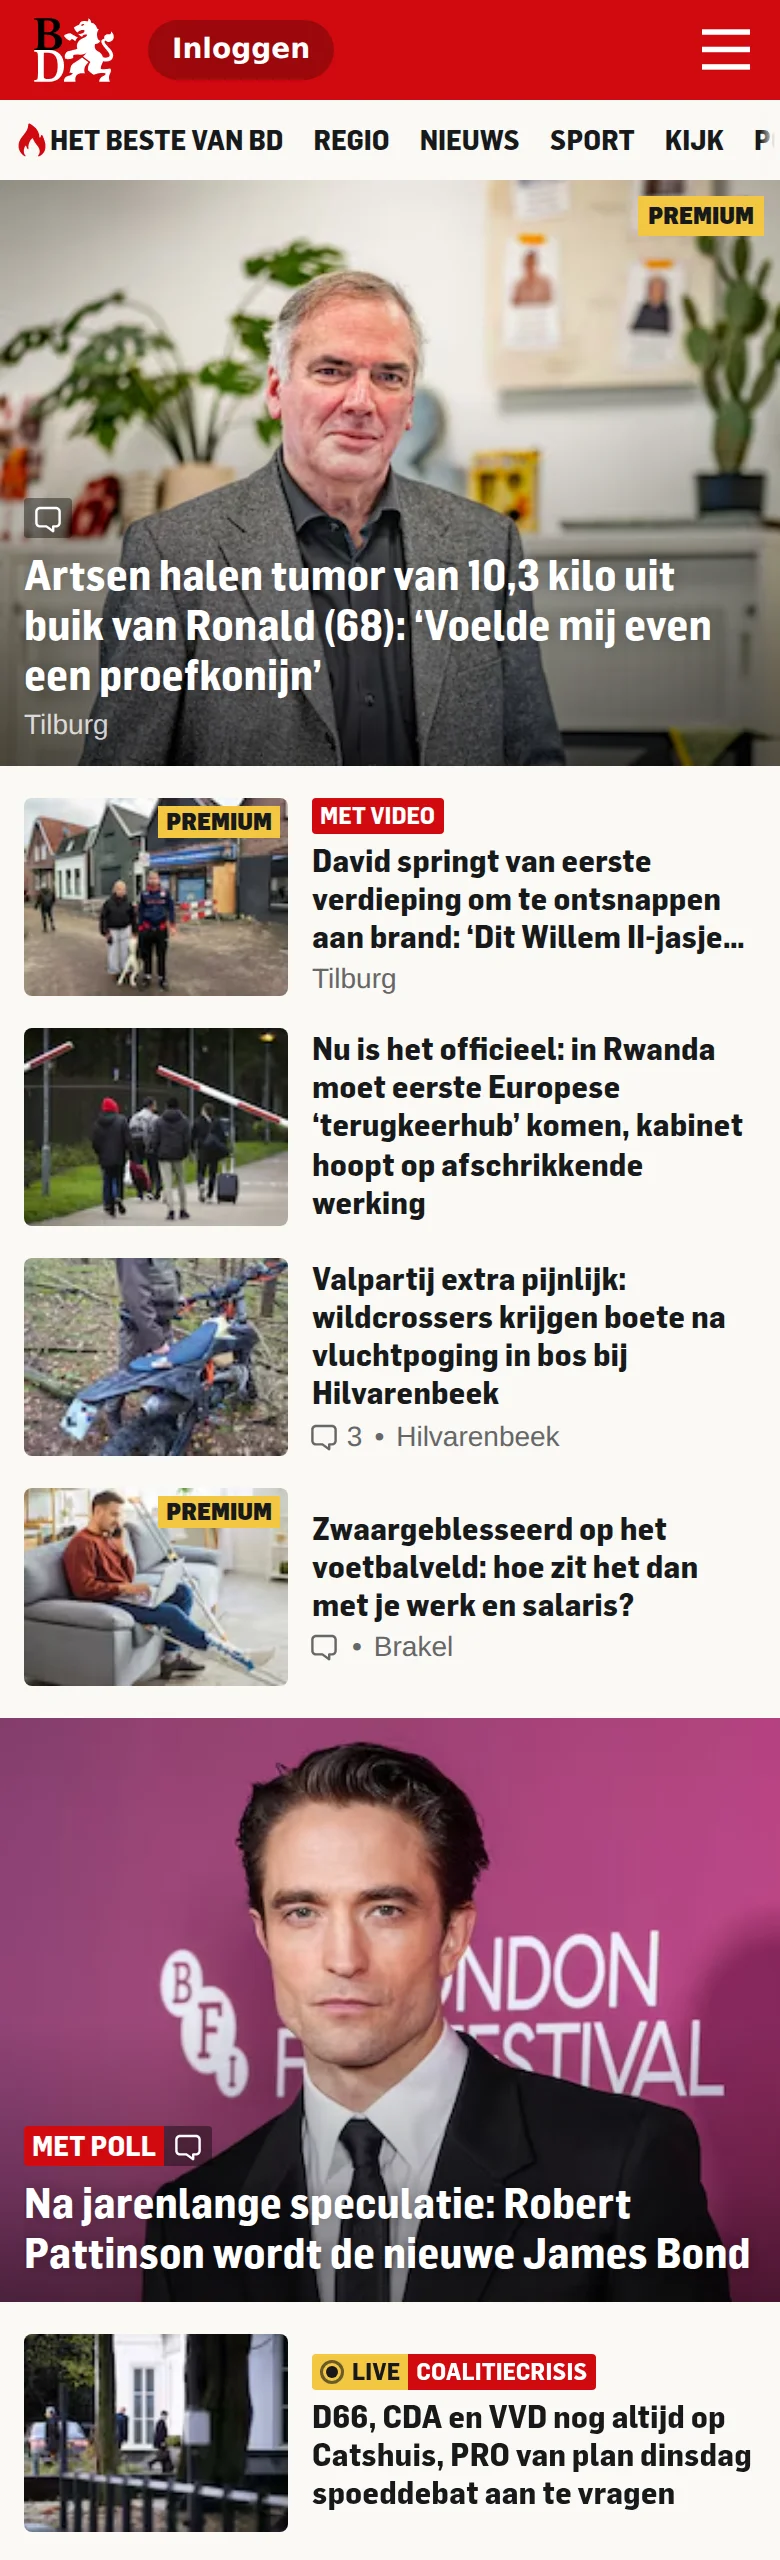 B
D
Inloggen
HET BESTE VAN BD REGIO NIEUWS SPORT KIJK
PREMIUM
Artsen halen tumor van 10,3 kilo uit
buik van Ronald (68): ‘Voelde mij even
een proefkonijn’
Tilburg
PREMIUM
MET VIDEO
David springt van eerste
verdieping om te ontsnappen
aan brand: ‘Dit Willem II-jasje...
Tilburg
Nu is het officieel: in Rwanda
moet eerste Europese
‘terugkeerhub’ komen, kabinet
hoopt op afschrikkende
werking
Valpartij extra pijnlijk:
wildcrossers krijgen boete na
vluchtpoging in bos bij
Hilvarenbeek
3 • Hilvarenbeek
PREMIUM
Zwaargeblesseerd op het
voetbalveld: hoe zit het dan
met je werk en salaris?
• Brakel
BFI
MET POLL
Na jarenlange speculatie: Robert
Pattinson wordt de nieuwe James Bond
LIVE COALITIECRISIS
D66, CDA en VVD nog altijd op
Catshuis, PRO van plan dinsdag
spoeddebat aan te vragen